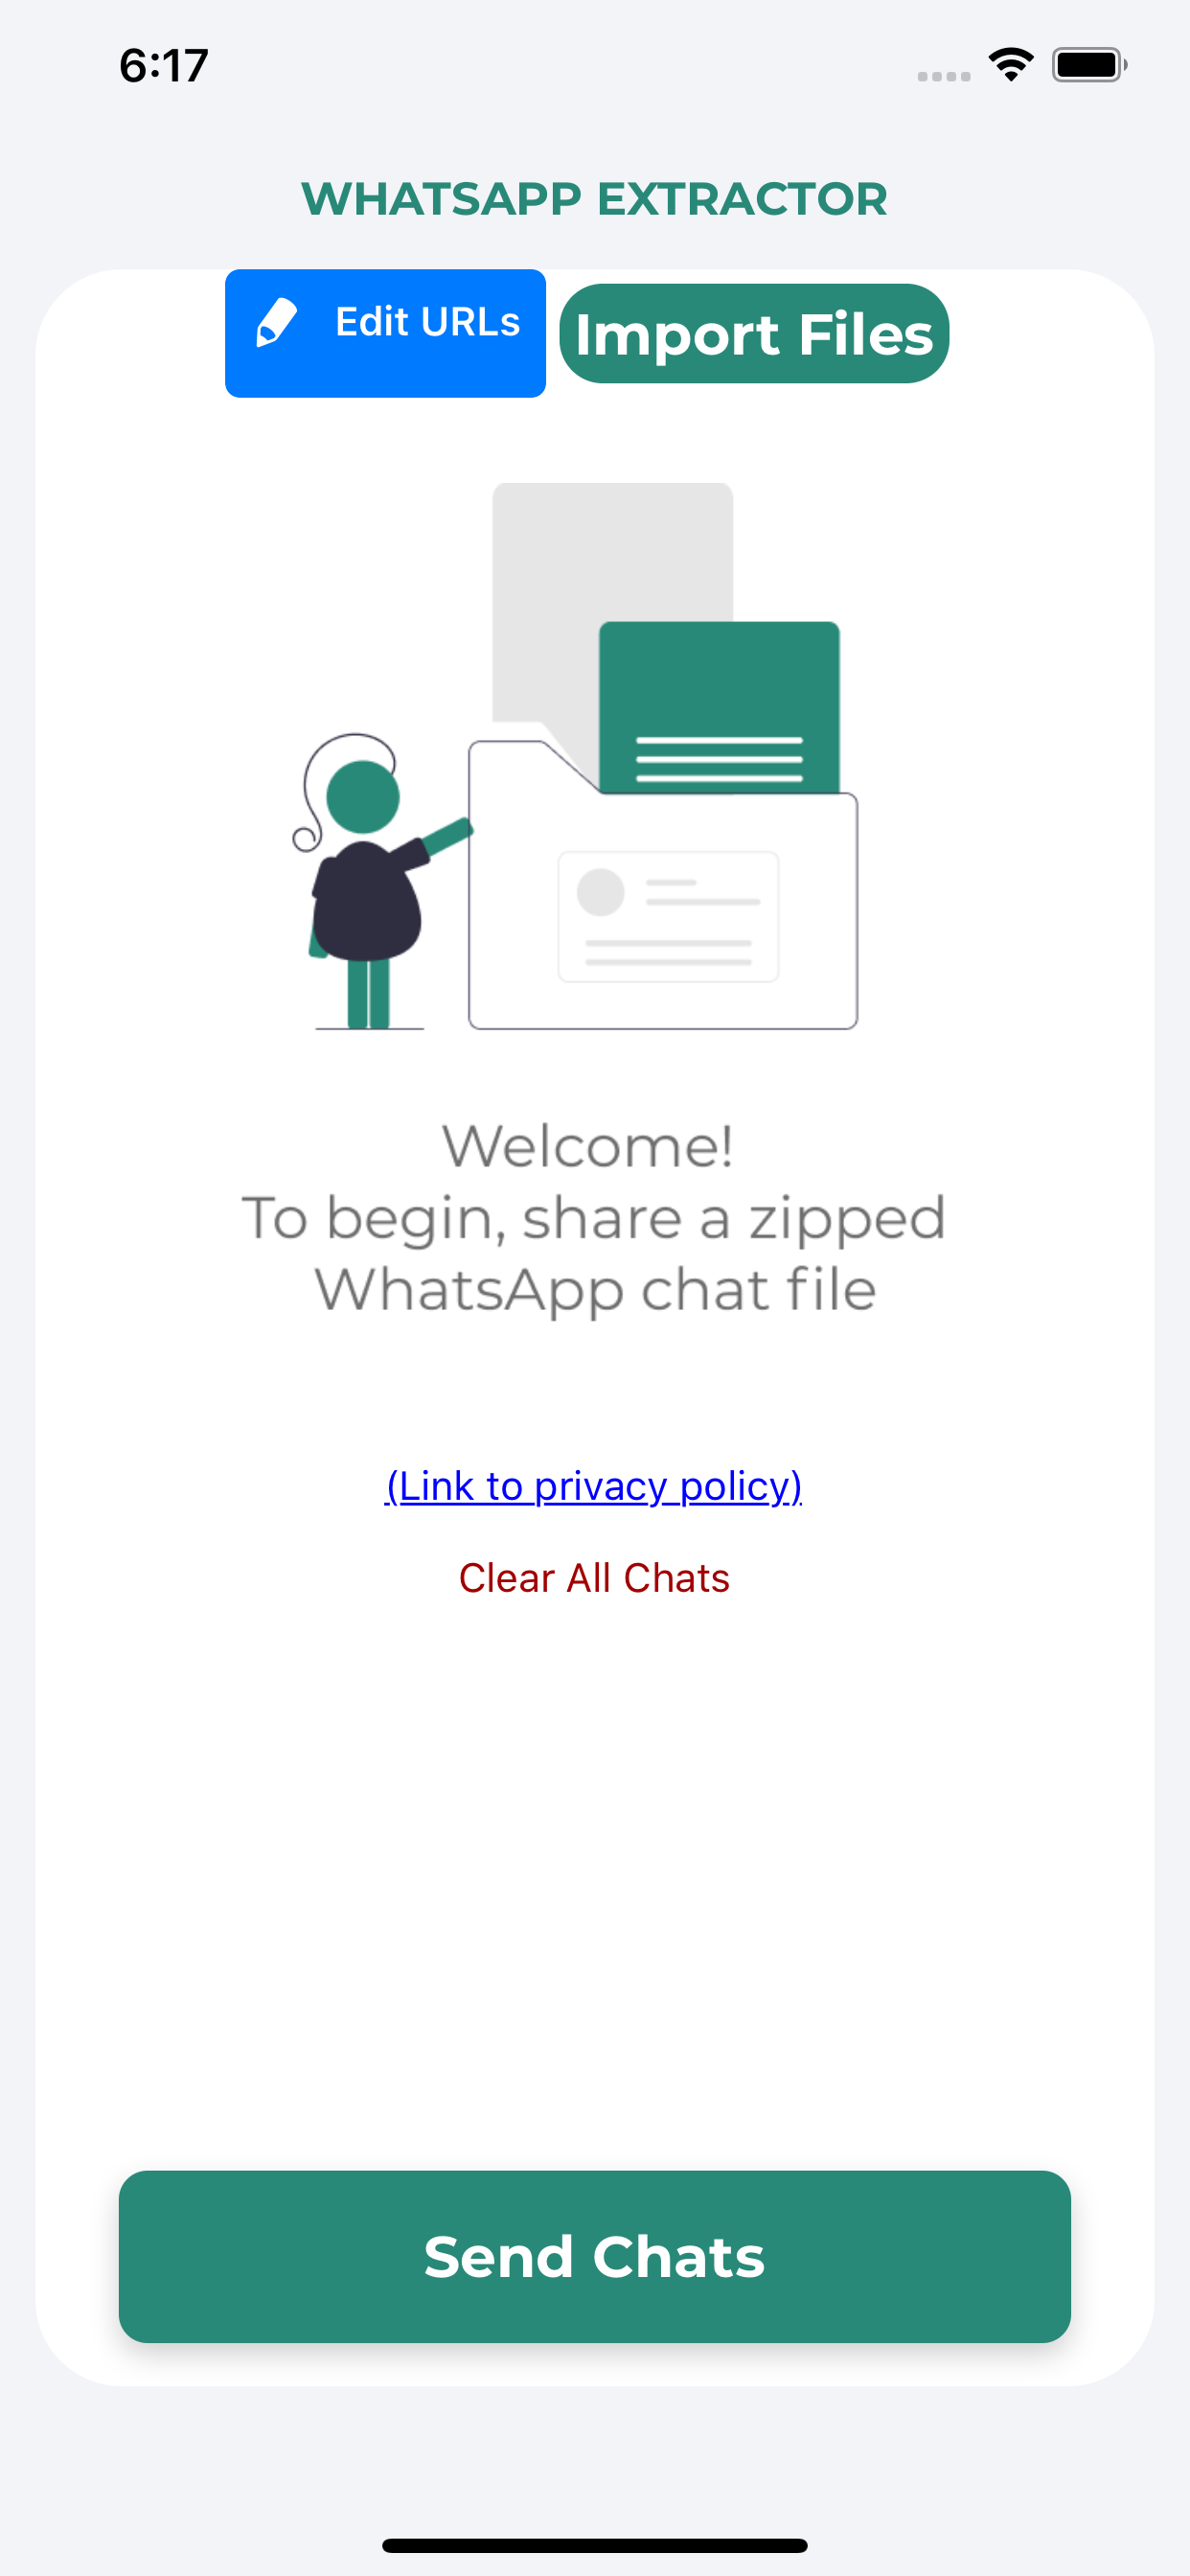 6:17
WHATSAPP EXTRACTOR
Edit URLs
Import Files
Welcome!
To begin, share a zipped
WhatsApp chat file
(Link to privacy policy)
Clear All Chats
Send Chats